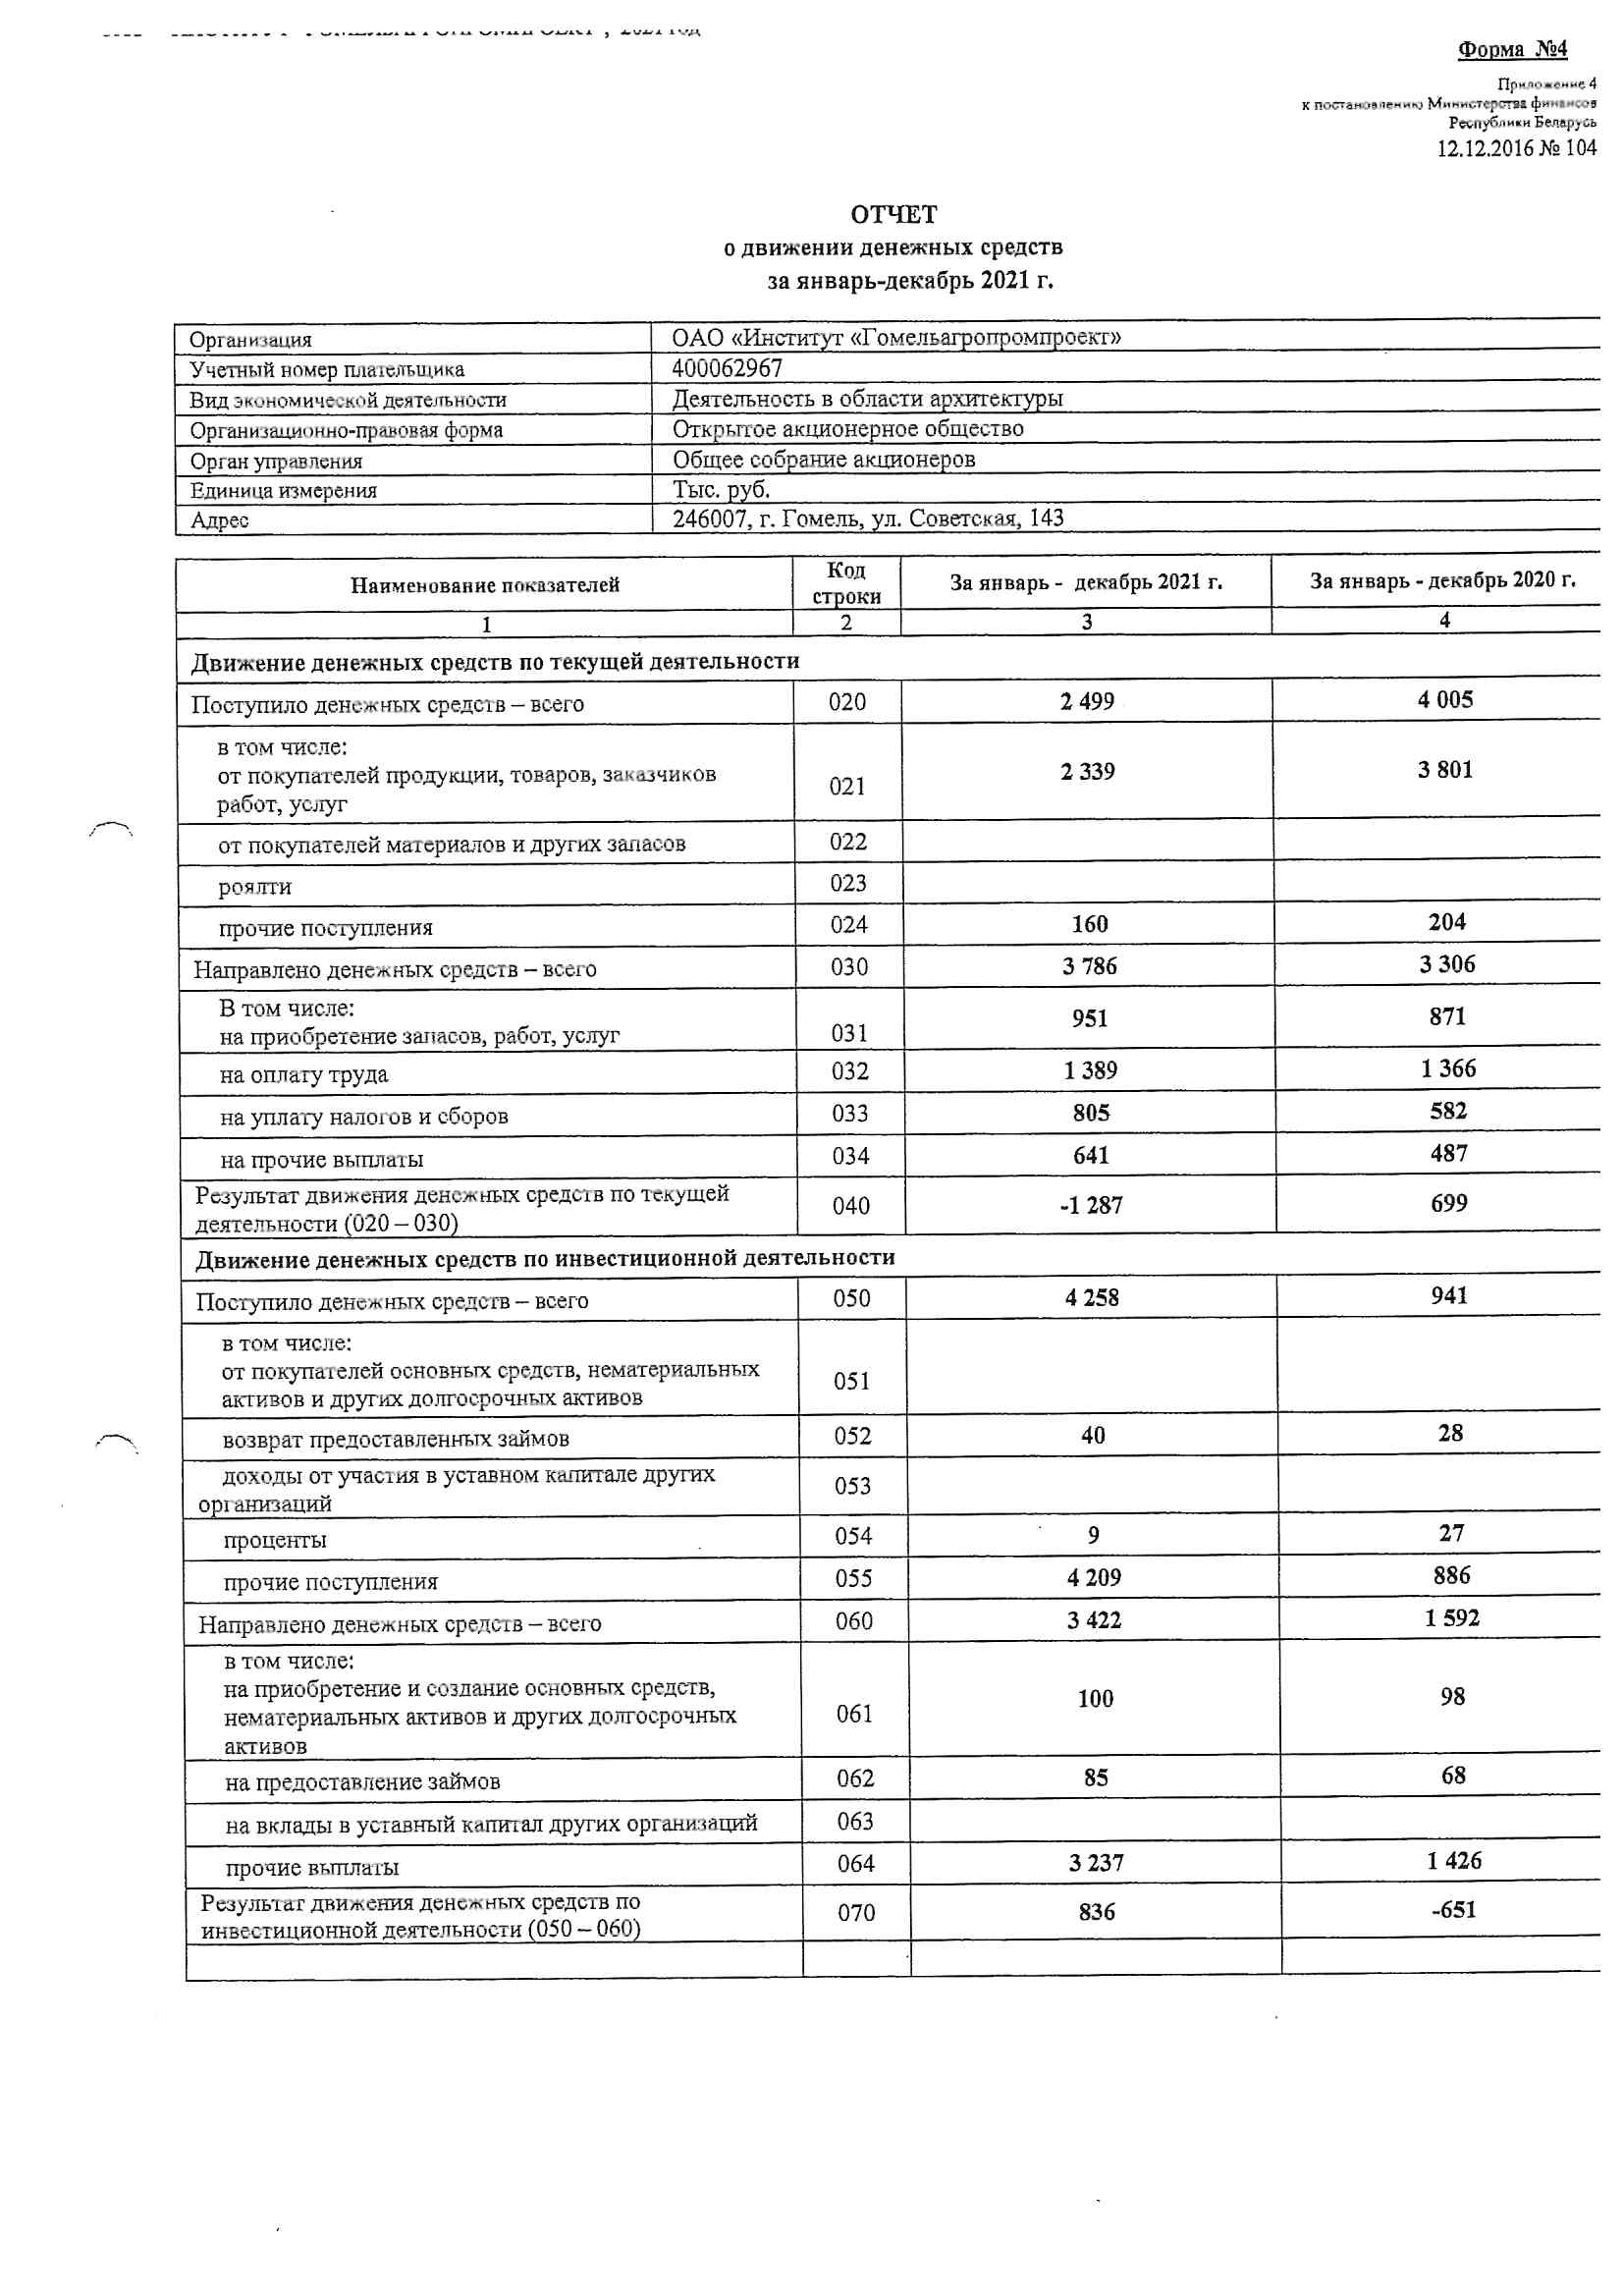 2021 год
Форма №4
Приложение 4
к постановлению Министерства финансов
Республики Беларусь
12.12.2016 № 104
ОТЧЕТ
о движении денежных средств
за январь-декабрь 2021 г.
Организация ОАО «Институт «Гомельагропромпроект»
Учетный номер плательщика 400062967
Вид экономической деятельности Деятельность в области архитектуры
Организационно-правовая форма Открытое акционерное общество
Орган управления Общее собрание акционеров
Единица измерения Тыс. руб.
Адрес 246007, г. Гомель, ул. Советская, 143
Наименование показателей Код строки За январь - декабрь 2021 г. За январь - декабрь 2020 г.
1 2 3 4
Движение денежных средств по текущей деятельности
Поступило денежных средств – всего 020 2 499 4 005
в том числе:
от покупателей продукции, товаров, заказчиков
работ, услуг 021 2 339 3 801
от покупателей материалов и других запасов 022
роялти 023
прочие поступления 024 160 204
Направлено денежных средств – всего 030 3 786 3 306
В том числе:
на приобретение запасов, работ, услуг 031 951 871
на оплату труда 032 1 389 1 366
на уплату налогов и сборов 033 805 582
на прочие выплаты 034 641 487
Результат движения денежных средств по текущей
деятельности (020 – 030) 040 -1 287 699
Движение денежных средств по инвестиционной деятельности
Поступило денежных средств – всего 050 4 258 941
в том числе:
от покупателей основных средств, нематериальных
активов и других долгосрочных активов 051
возврат предоставленных займов 052 40 28
доходы от участия в уставном капитале других
организаций 053
проценты 054 9 27
прочие поступления 055 4 209 886
Направлено денежных средств – всего 060 3 422 1 592
в том числе:
на приобретение и создание основных средств,
нематериальных активов и других долгосрочных
активов 061 100 98
на предоставление займов 062 85 68
на вклады в уставный капитал других организаций 063
прочие выплаты 064 3 237 1 426
Результат движения денежных средств по
инвестиционной деятельности (050 – 060) 070 836 -651